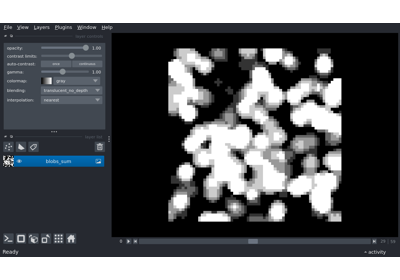 File View Layers Plugins Window Help
opacity: 1.00
contrast limits:
auto-contrast: once continuous
gamma: 1.00
colormap: gray
blending: translucent_no_depth
interpolation: nearest
blobs_sum
Ready
activity